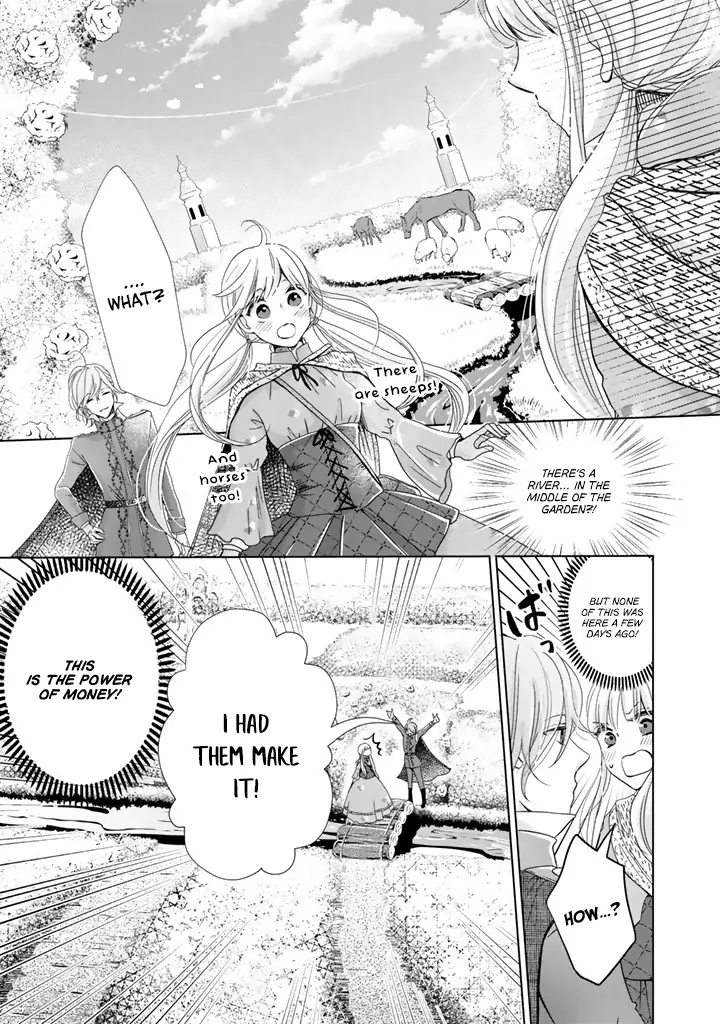 ....
WHAT?
There
are sheeps!
And
horses
too!
THERE'S A
RIVER... IN THE
MIDDLE OF THE
GARDEN?!
BUT NONE
OF THIS WAS
HERE A FEW
DAYS AGO!
ばっ
HOW...?
I HAD
THEM MAKE
IT!
THIS
IS THE POWER
OF MONEY!